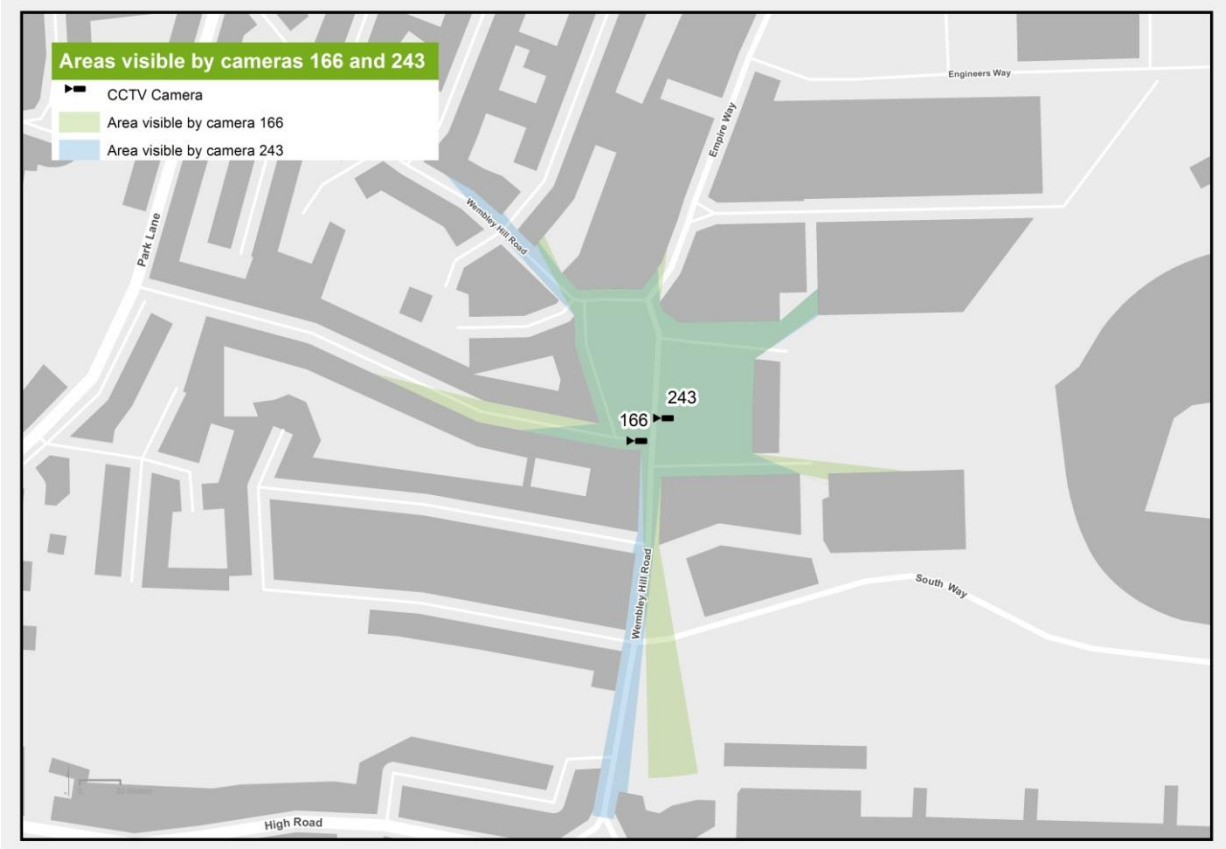 Areas visible by cameras 166 and 243
CCTV Camera
Area visible by camera 166
Area visible by camera 243
Engineers Way
Empire Way
Wembley Hill Road
Park Lane
243
166
Wembley Hill Road
South Way
High Road